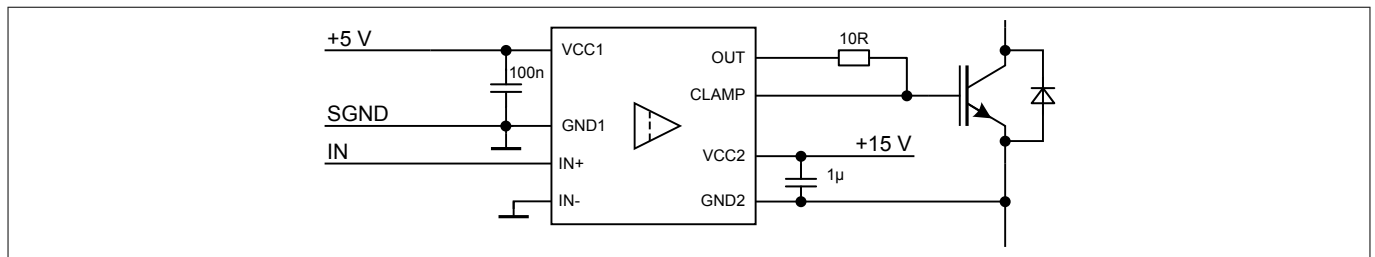 +5 V
VCC1
100n
SGND
GND1
IN
IN+
IN-
OUT
10R
CLAMP
VCC2
+15 V
1µ
GND2